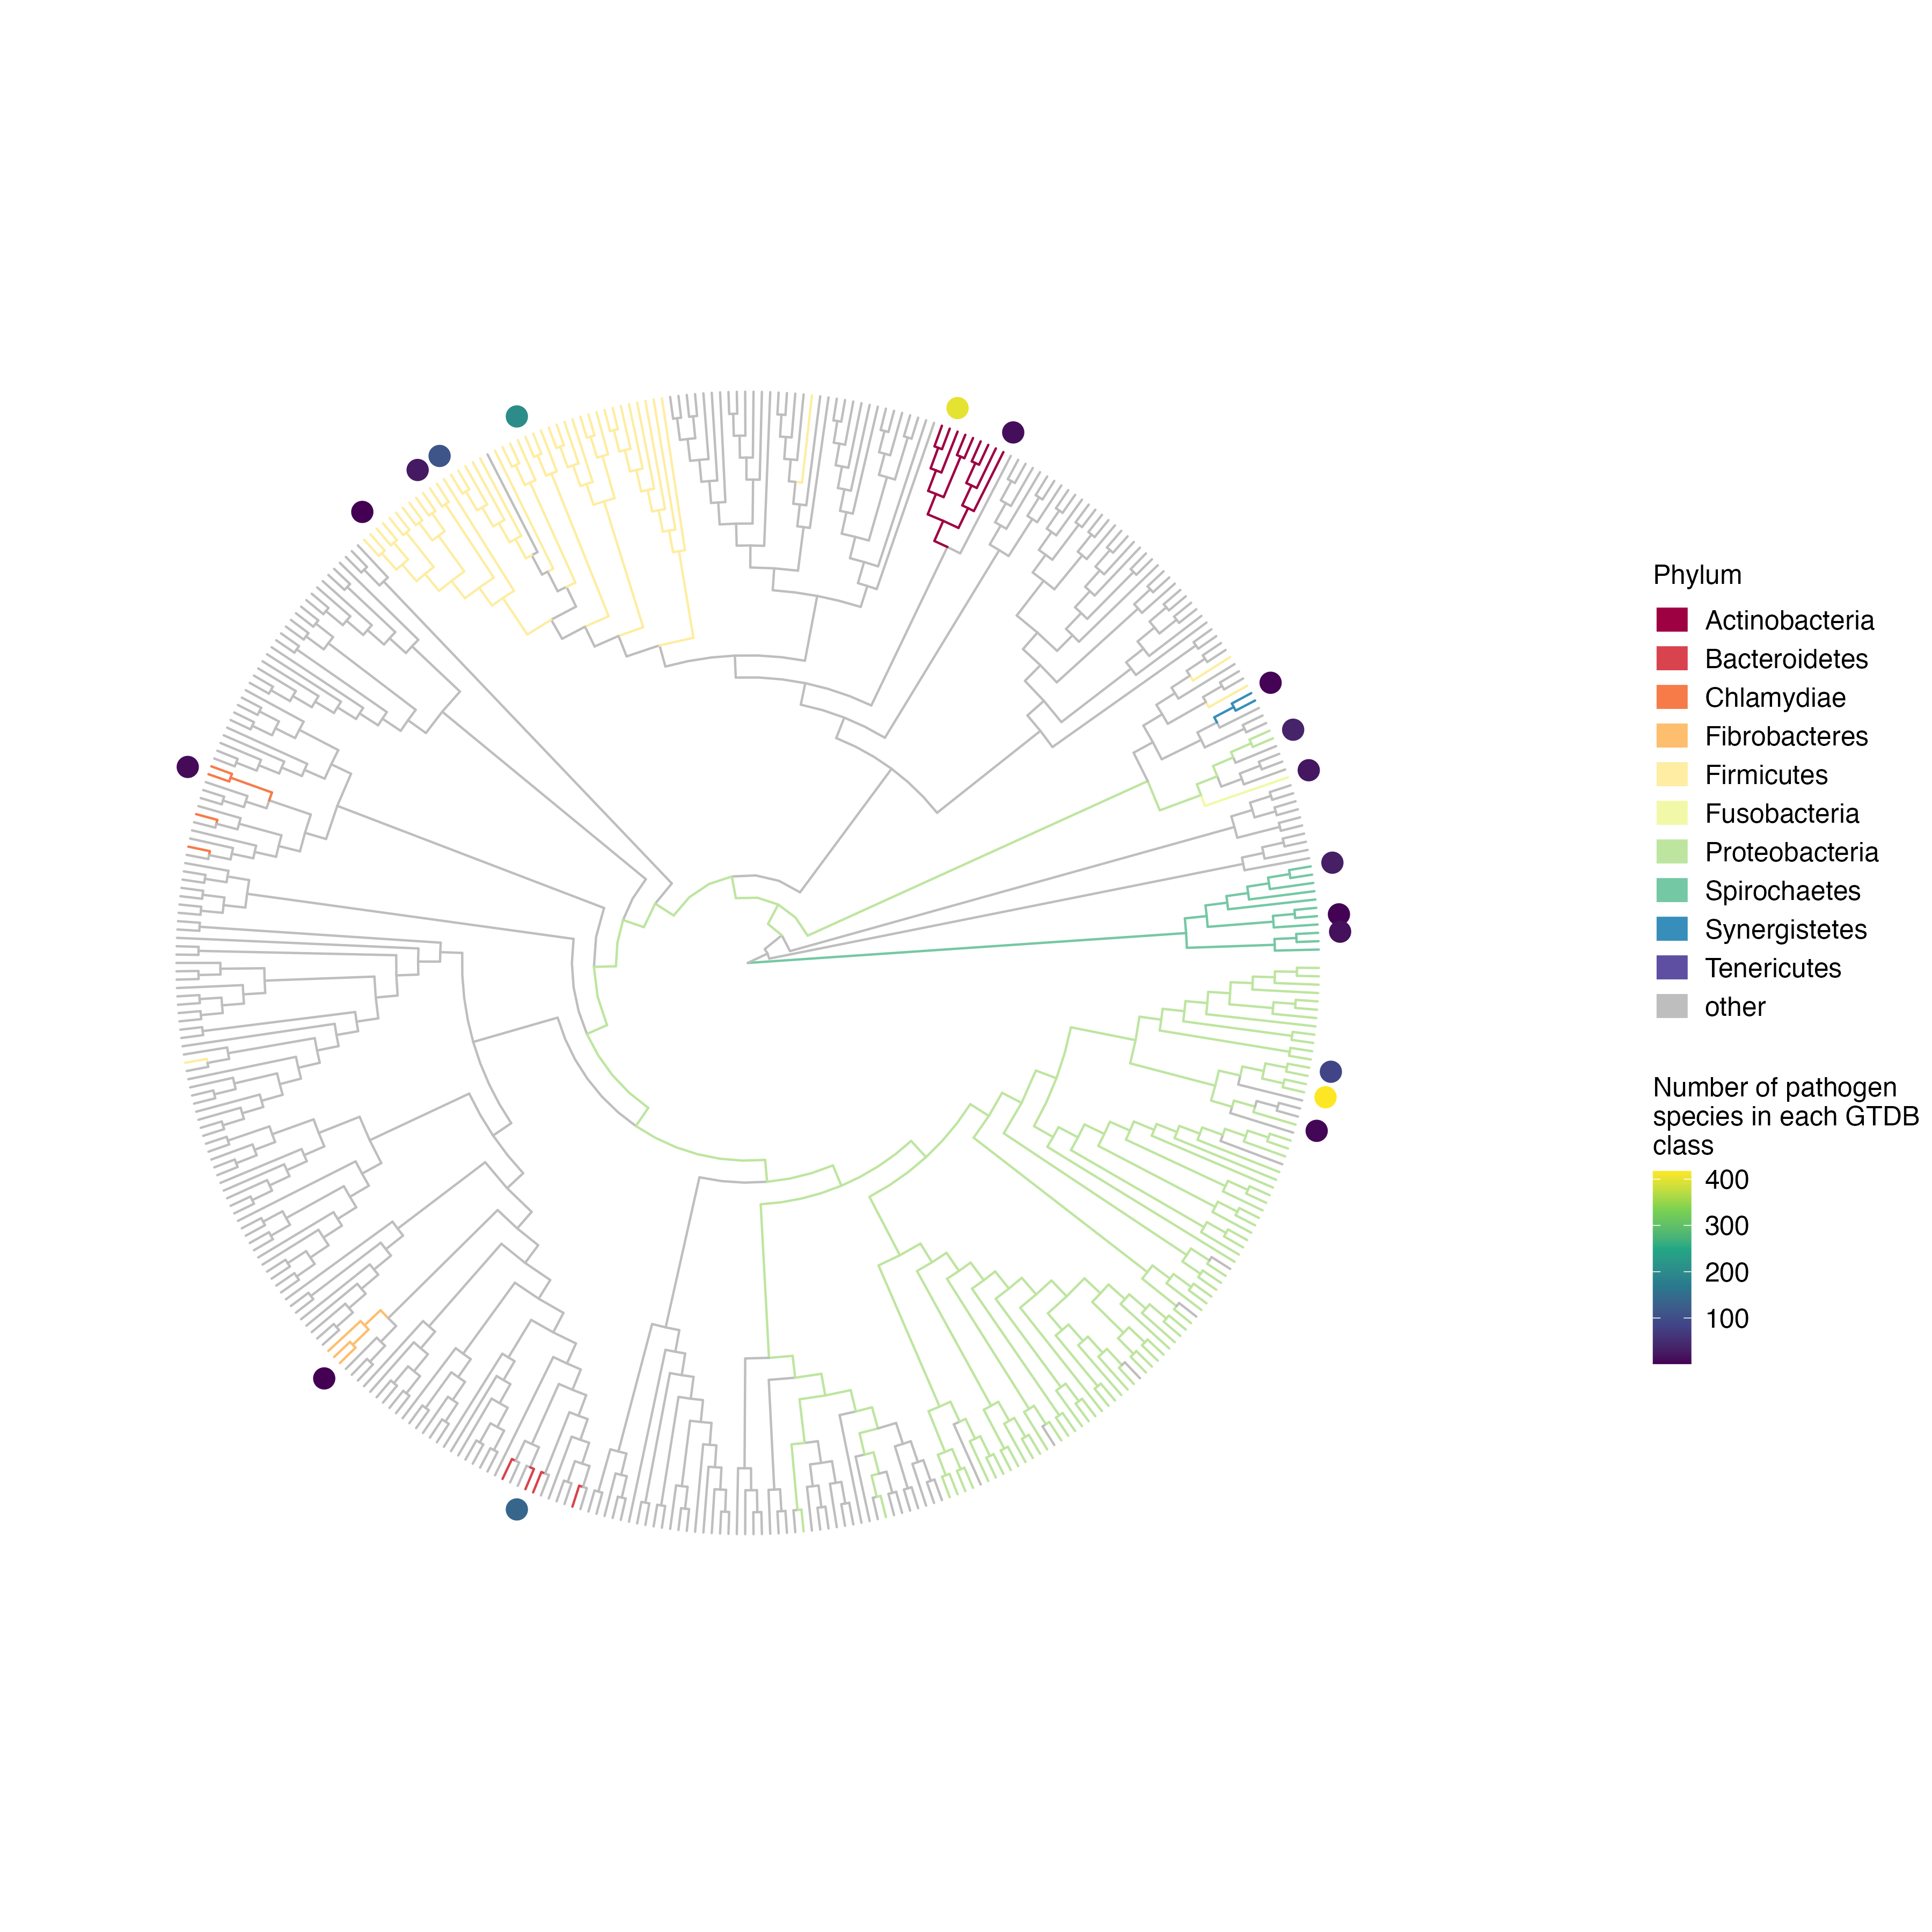 Phylum
Actinobacteria
Bacteroidetes
Chlamydiae
Fibrobacteres
Firmicutes
Fusobacteria
Proteobacteria
Spirochaetes
Synergistetes
Tenericutes
other
Number of pathogen
species in each GTDB
class
400
300
200
100